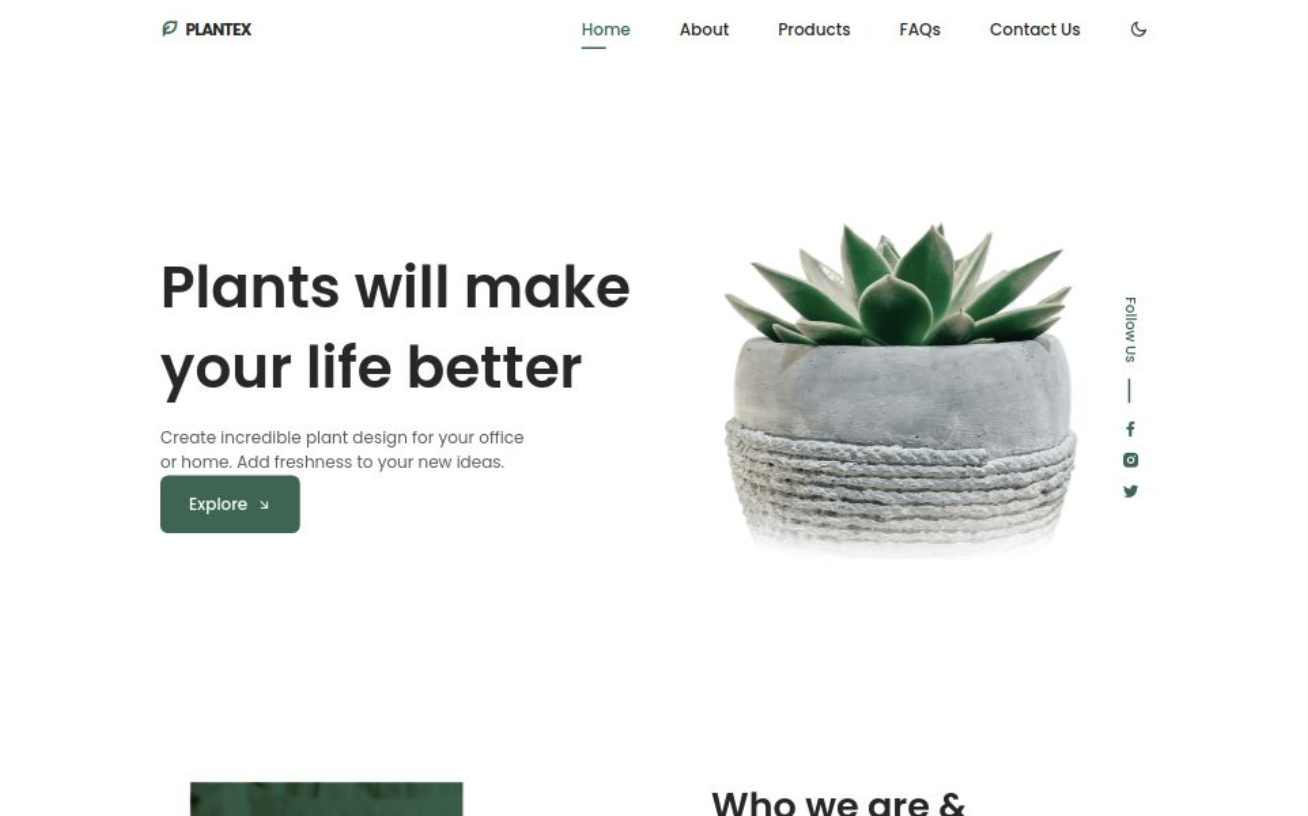 PLANTEX
Home
About
Products
FAQs
Contact Us
Plants will make
your life better
Create incredible plant design for your office
or home. Add freshness to your new ideas.
Explore
Follow Us
Who we are &